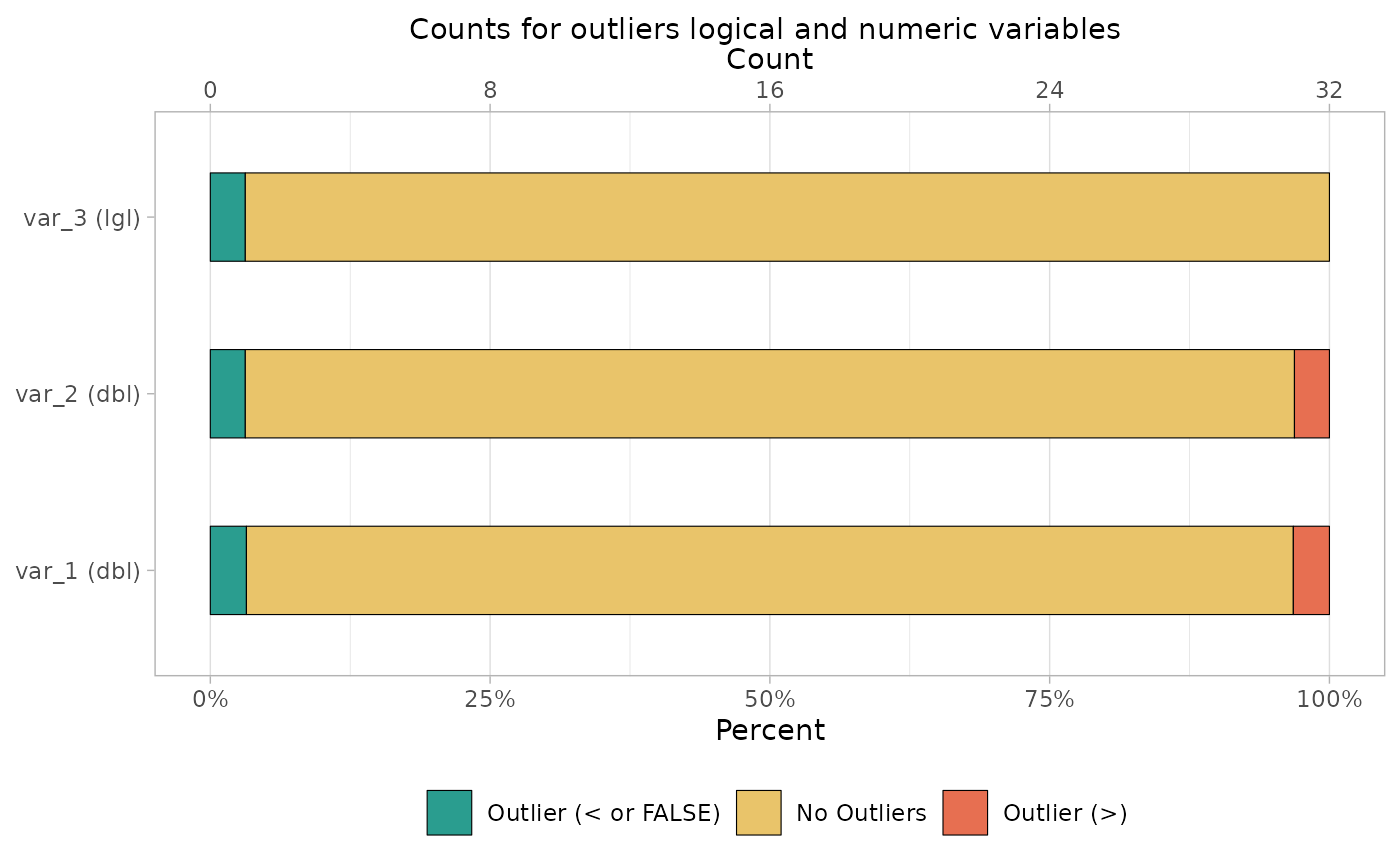 Counts for outliers logical and numeric variables
Count
0 8 16 24 32
var_3 (lgl)
var_2 (dbl)
var_1 (dbl)
0% 25% 50% 75% 100%
Percent
Outlier (< or FALSE) No Outliers Outlier (>)